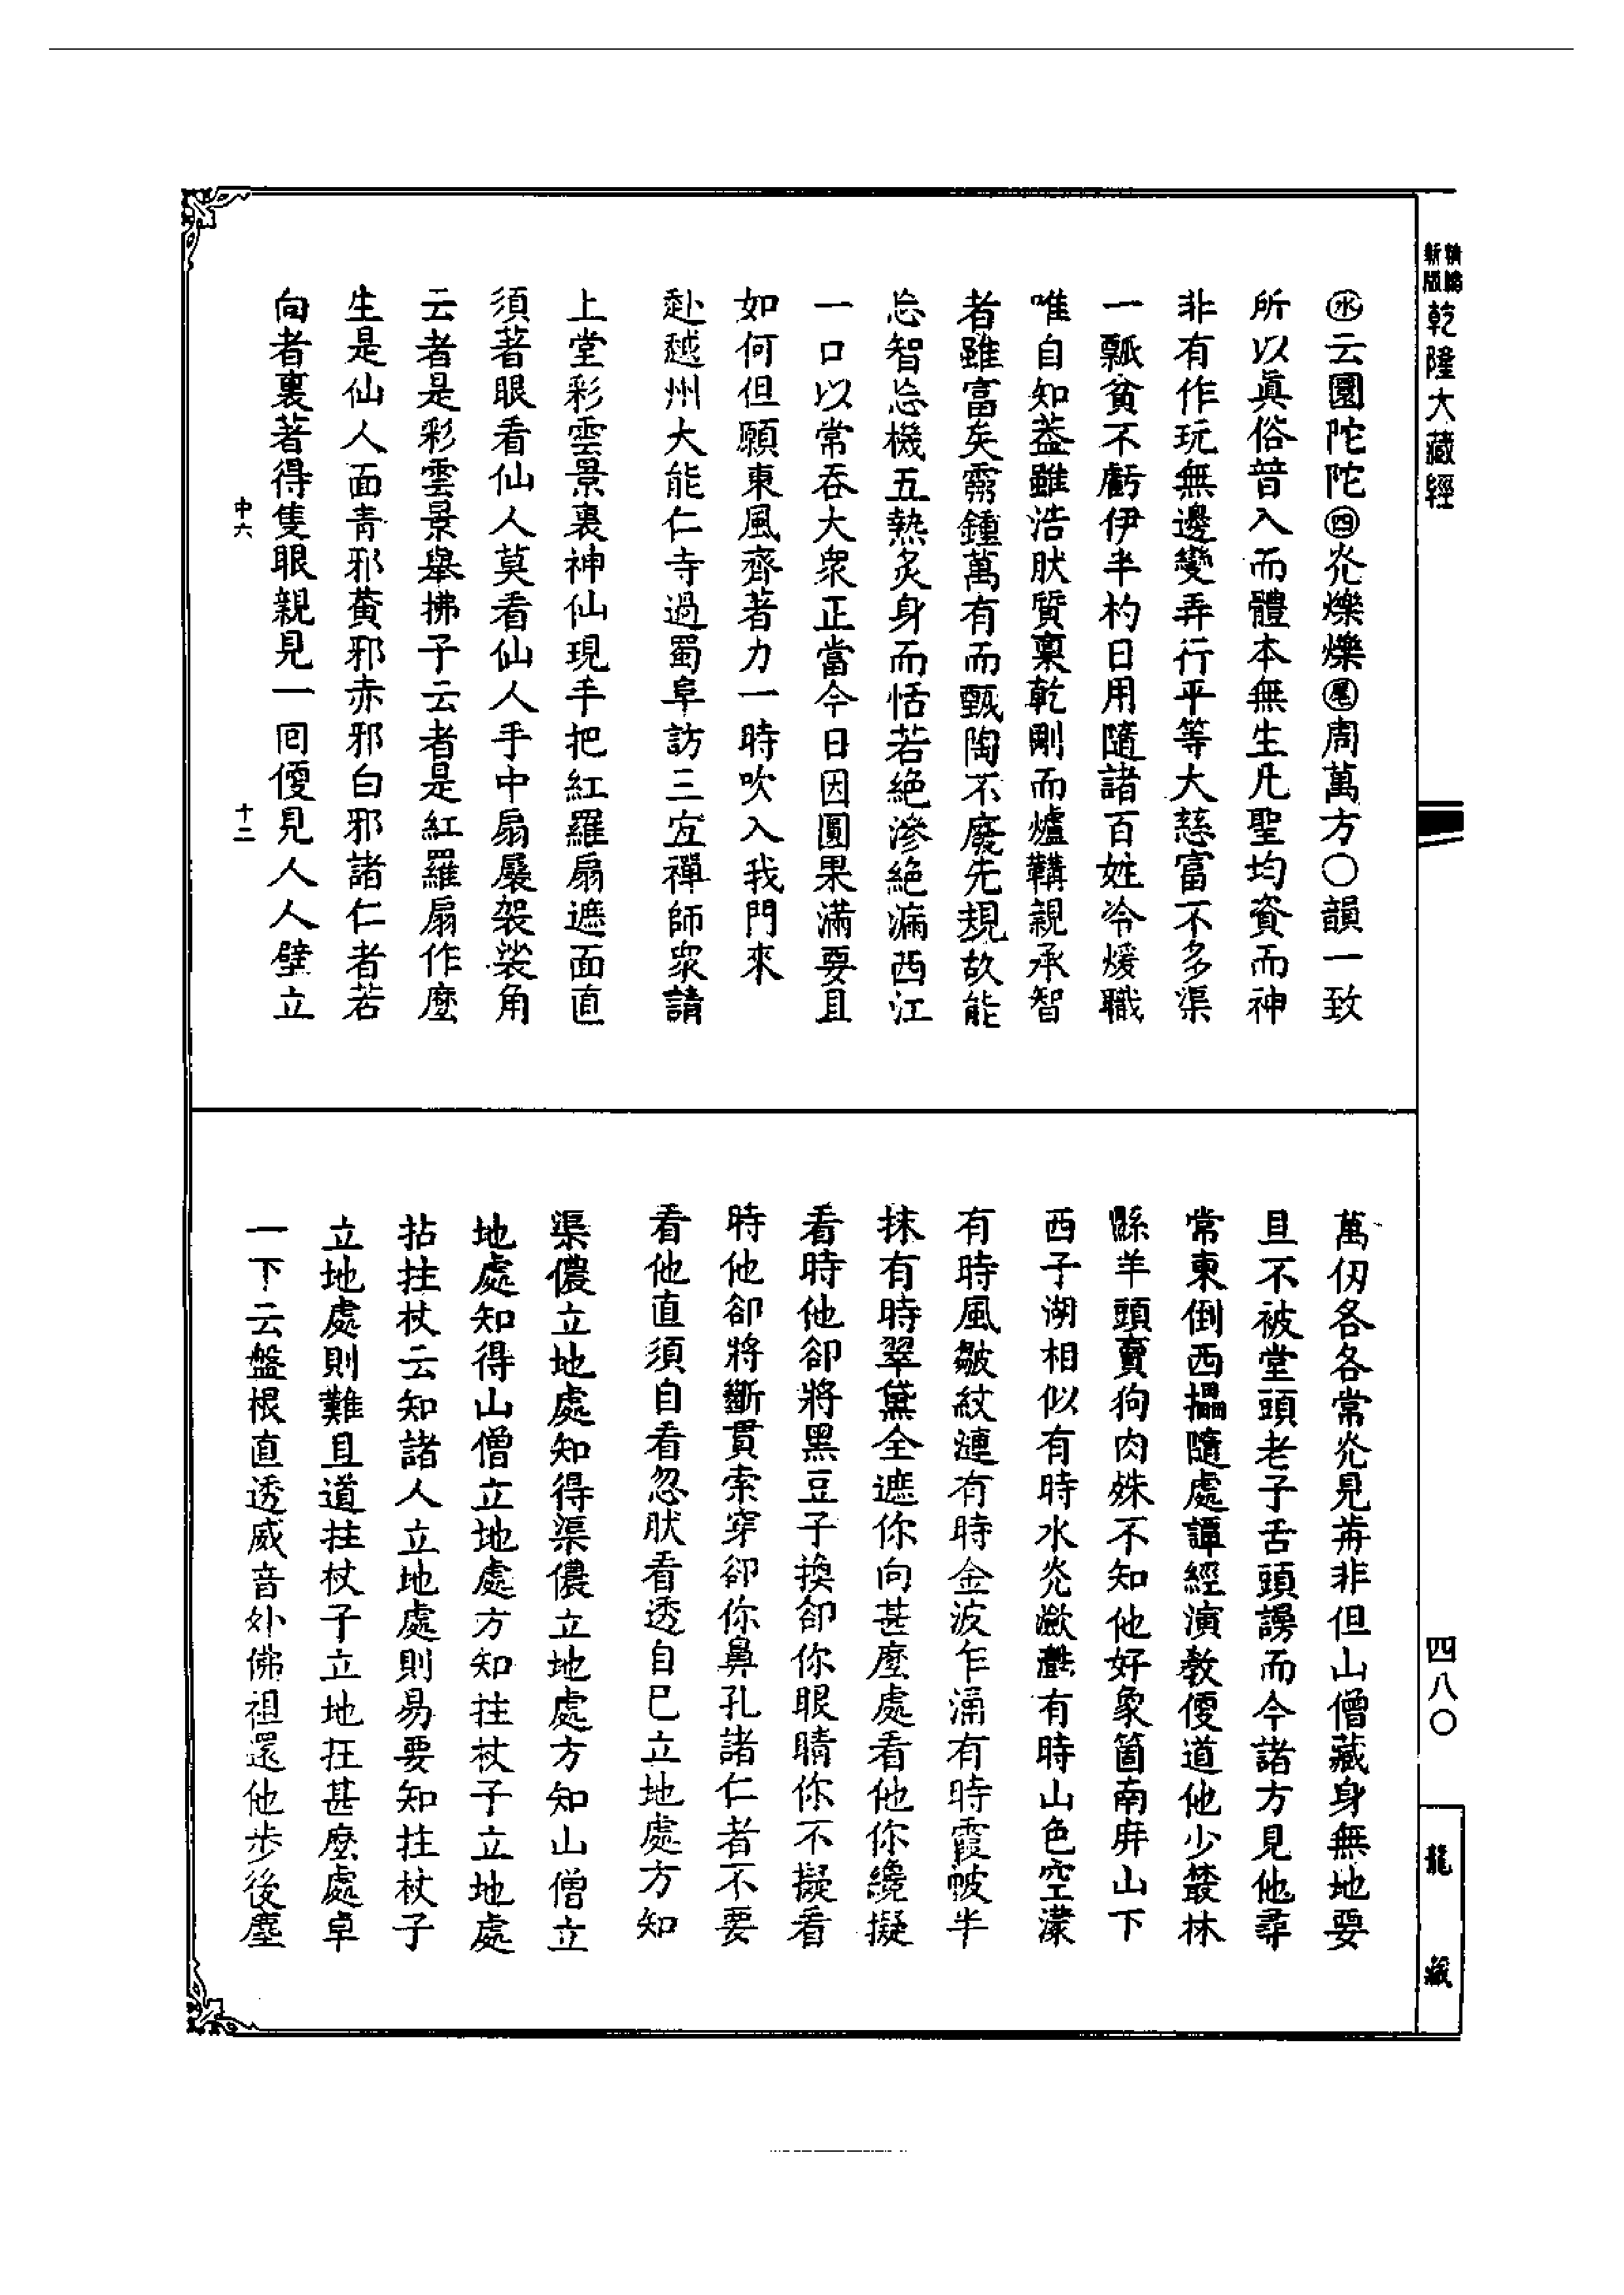 新編
縮版
乾隆大藏經
㊌云團陀陀㊃灮爍爍㊝周萬方〇韻一致
所以眞俗昔入而體本無生凡聖均資而神
非有作玩無邊變弄行平等大慈富不多渠
一瓢貧不虧伊半杓日用隨諸百姓冷煖職
唯自知葢雖浩肰質稟乾剛而爐鞲親承智
者雖富矣霛鍾萬有而甄陶不廢先規故能
忘智忘機五熱炙身而恬若絕滲絕漏西江
一口以常吞大衆正當今日因圓果滿要且
如何但願東風齊著力一時吹入我門來
赴越州大能仁寺過蜀阜訪三宜禪師衆請
上堂彩雲景裏神仙現手把紅羅扇遮面直
須著眼看仙人莫看仙人手中扇䙝袈裟角
云者是彩雲景舉拂子云者是紅羅扇作麼
生是仙人面青邪黃邪赤邪白邪諸仁者若
向者裏著得隻眼親見一回便見人人壁立
中六
十二
萬仞各各常灮見歬非但山僧藏身無地要
且不被堂頭老子舌頭謾而今諸方見他尋
常東倒西攂隨處譚經演教便道他少叢林
縣羊頭賣狗肉姝不知他好象箇南屏山下
西子湖相似有時水灮瀲灩有時山色空濛
有時風皺紋漣有時金波乍涌有時霞帔半
抹有時翠黛全遮你向甚麼處看他你纔擬
看時他卻將黑豆子換卻你眼睛你不擬看
時他卻將斷貫索穿卻你鼻孔諸仁者不要
看他直須自看忽肰看透自己立地處方知
渠儂立地處知得渠儂立地處方知山僧立
地處知得山僧立地處方知拄杖子立地處
拈拄杖云知諸人立地處則易要知拄杖子
立地處則難且道拄杖子立地在甚麼處卓
一下云盤根直透威音外佛祖還他步後塵
四八〇
龍藏